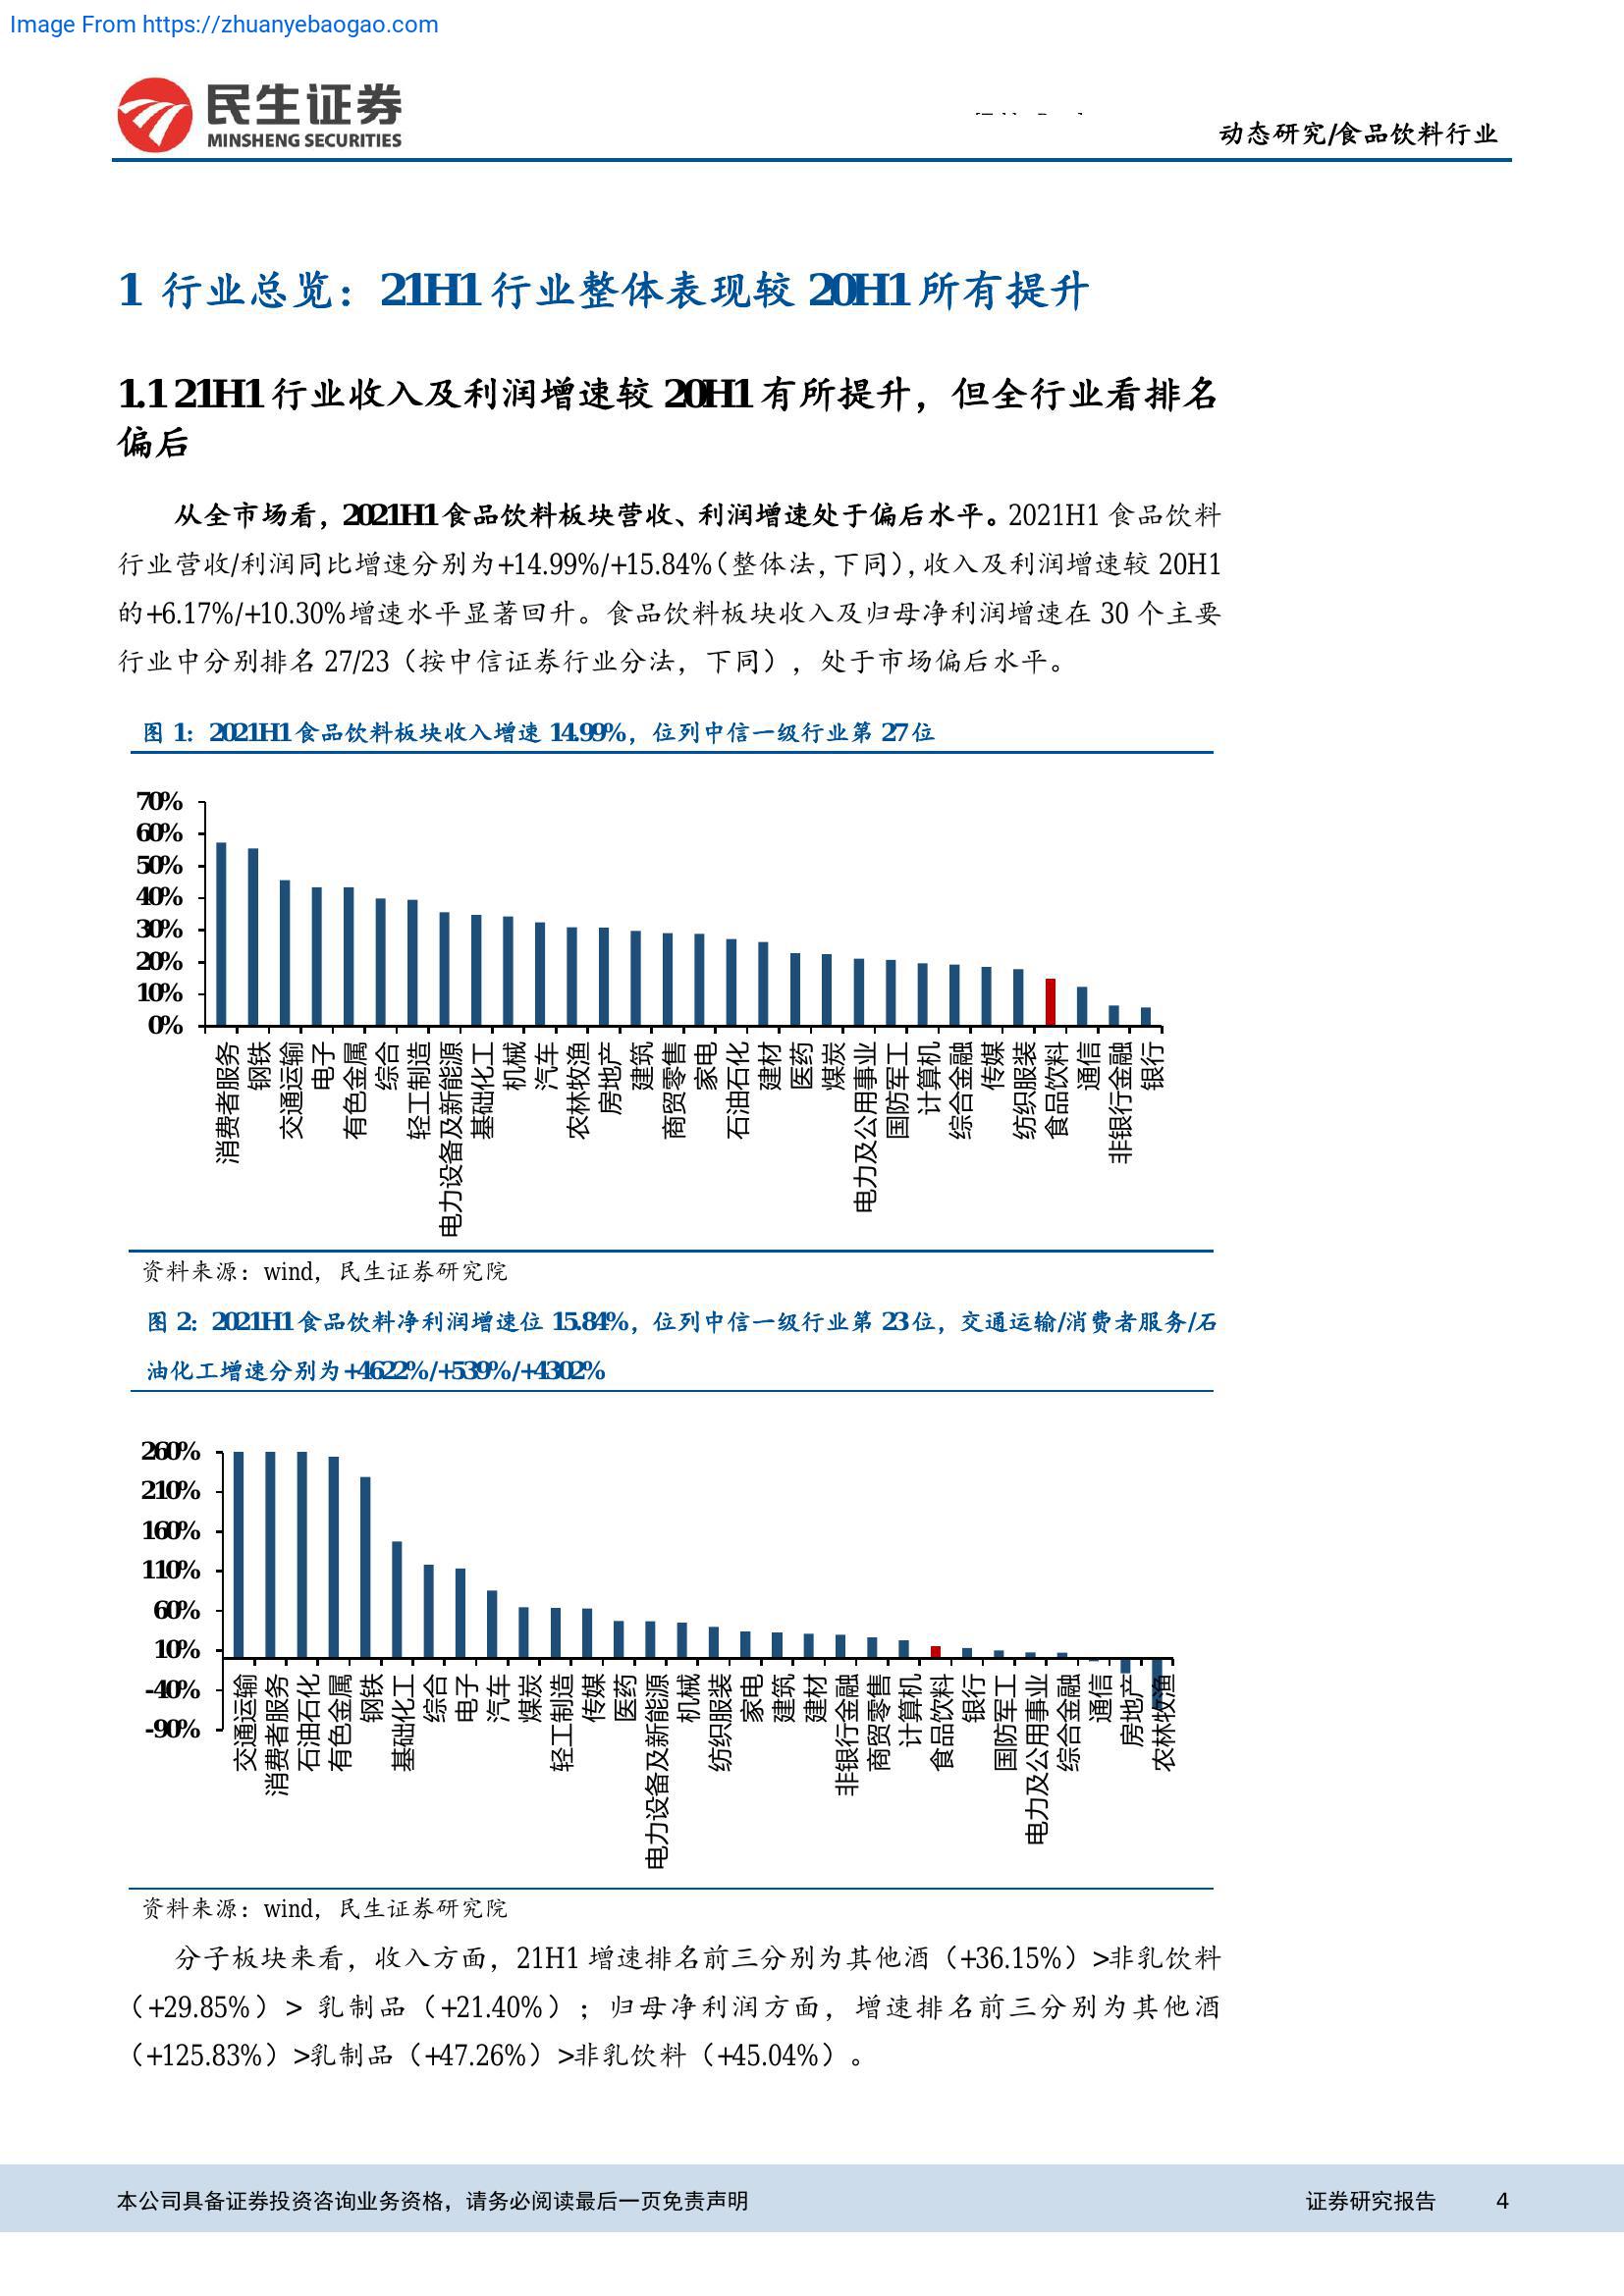 Image From https://zhuanyebaogao.com
民生证券
MINSHENG SECURITIES
动态研究/食品饮料行业
1 行业总览：21H1 行业整体表现较 20H1 所有提升
1.1 21H1 行业收入及利润增速较 20H1 有所提升，但全行业看排名
偏后
从全市场看，2021H1 食品饮料板块营收、利润增速处于偏后水平。2021H1 食品饮料
行业营收/利润同比增速分别为+14.99%/+15.84%（整体法，下同），收入及利润增速较 20H1
的+6.17%/+10.30%增速水平显著回升。食品饮料板块收入及归母净利润增速在 30 个主要
行业中分别排名 27/23（按中信证券行业分法，下同），处于市场偏后水平。
图 1：2021H1 食品饮料板块收入增速 14.99%，位列中信一级行业第 27 位
70%
60%
50%
40%
30%
20%
10%
0%
消费者服务
钢铁
交通运输
电子
有色金属
综合
轻工制造
电力设备及新能源
基础化工
机械
汽车
农林牧渔
房地产
建筑
商贸零售
家电
石油石化
建材
医药
煤炭
电力及公用事业
国防军工
计算机
综合金融
传媒
纺织服装
食品饮料
通信
非银行金融
银行
资料来源：wind，民生证券研究院
图 2：2021H1 食品饮料净利润增速位 15.84%，位列中信一级行业第 23 位，交通运输/消费者服务/石
油化工增速分别为+4622%/+539%/+4302%
260%
210%
160%
110%
60%
10%
-40%
-90%
交通运输
消费者服务
石油石化
有色金属
钢铁
基础化工
综合
电子
汽车
煤炭
轻工制造
传媒
医药
电力设备及新能源
机械
纺织服装
家电
建筑
建材
非银行金融
商贸零售
计算机
食品饮料
银行
国防军工
电力及公用事业
综合金融
通信
房地产
农林牧渔
资料来源：wind，民生证券研究院
分子板块来看，收入方面，21H1 增速排名前三分别为其他酒（+36.15%）>非乳饮料
（+29.85%）> 乳制品（+21.40%）；归母净利润方面，增速排名前三分别为其他酒
（+125.83%）>乳制品（+47.26%）>非乳饮料（+45.04%）。
本公司具备证券投资咨询业务资格，请务必阅读最后一页免责声明
证券研究报告
4